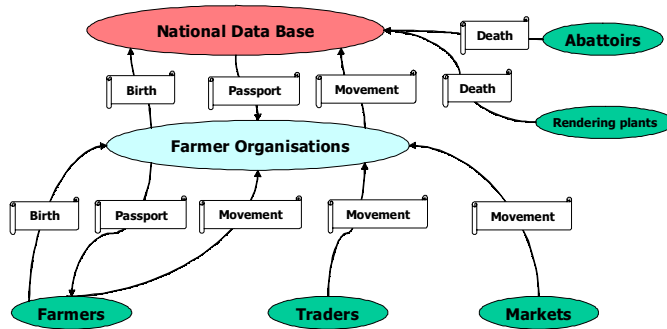 National Data Base
Death
Abattoirs
Birth
Passport
Movement
Death
Rendering plants
Farmer Organisations
Birth
Passport
Movement
Movement
Movement
Farmers
Traders
Markets